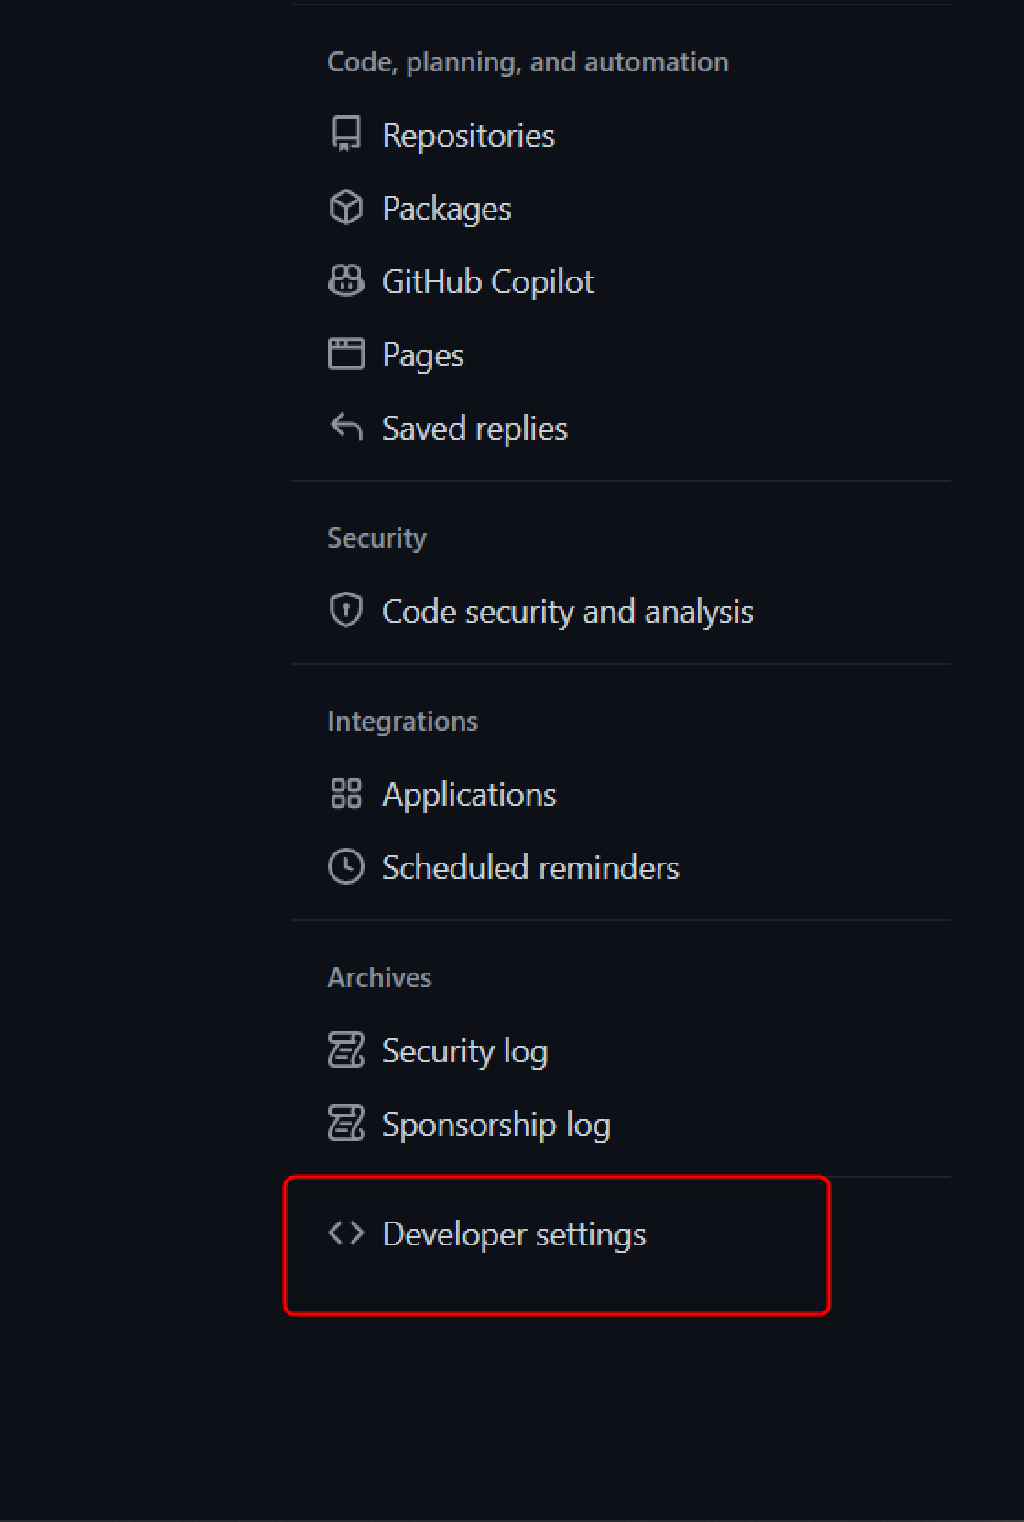 Code, planning, and automation
Repositories
Packages
GitHub Copilot
Pages
Saved replies
Security
Code security and analysis
Integrations
Applications
Scheduled reminders
Archives
Security log
Sponsorship log
Developer settings